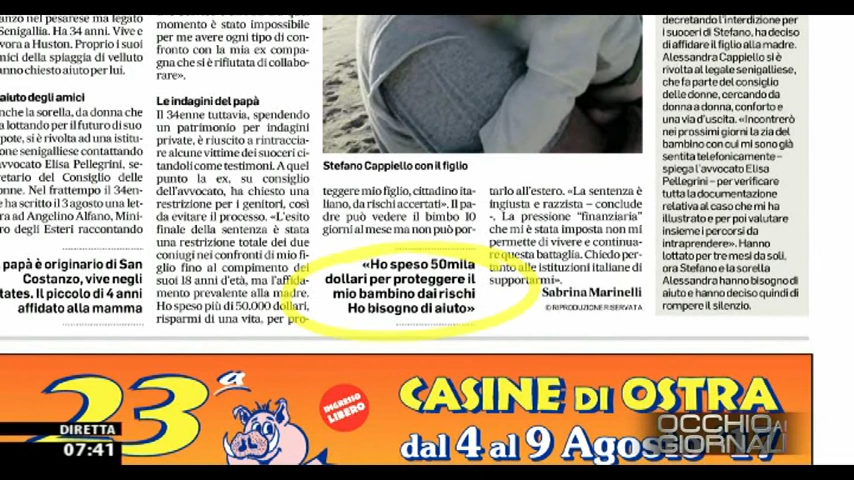 anzo nel pesarese ma legato
Senigallia. Ha 34 anni. Vive e
vora a Huston. Proprio i suoi
mici della spiaggia di velluto
anno chiesto aiuto per lui.
aiuto degli amici
nche la sorella, da donna che
a lottando per il futuro di suo
pote, si è rivolta ad una istitu-
ne senigalliese contattando
avvocato Elisa Pellegrini, se-
retario del Consiglio delle
onne. Nel frattempo il 34en-
e ha scritto il 3 agosto una let-
ra ad Angelino Alfano, Mini-
ro degli Esteri raccontando
papà è originario di San
Costanzo, vive negli
tates. Il piccolo di 4 anni
affidato alla mamma
momento è stato impossibile
per me avere ogni tipo di con-
fronto con la mia ex compa-
gna che si è rifiutata di collabo-
rare».
Le indagini del papà
Il 34enne tuttavia, spendendo
un patrimonio per indagini
private, è riuscito a rintraccia-
re alcune vittime dei suoceri ci-
tandoli come testimoni. A quel
punto la ex, su consiglio
dell'avvocato, ha chiesto una
restrizione per i genitori, così
da evitare il processo. «L'esito
finale della sentenza è stata
una restrizione totale dei due
coniugi nei confronti di mio fi-
glio fino al compimento dei
suoi 18 anni d'età, ma l'affida-
mento prevalente alla madre.
Ho speso più di 50.000 dollari,
risparmi di una vita, per pro-
Stefano Cappiello con il figlio
teggere mio figlio, cittadino ita-
liano, da rischi accertati». Il pa-
dre può vedere il bimbo 10
giorni al mese ma non può por-
«Ho speso 50mila
dollari per proteggere il
mio bambino dai rischi
Ho bisogno di aiuto»
tarlo all'estero. «La sentenza è
ingiusta e razzista – conclude
-. La pressione "finanziaria"
che mi è stata imposta non mi
permette di vivere e continua-
re questa battaglia. Chiedo per-
tanto alle istituzioni italiane di
supportarmi».
Sabrina Marinelli
© RIPRODUZIONE RISERVATA
decretando l'interdizione per
i suoceri di Stefano, ha deciso
di affidare il figlio alla madre.
Alessandra Cappiello si è
rivolta al legale senigalliese,
che fa parte del consiglio
delle donne, cercando da
donna a donna, conforto e
una via d'uscita. «Incontrerò
nei prossimi giorni la zia del
bambino con cui mi sono già
sentita telefonicamente –
spiega l'avvocato Elisa
Pellegrini – per verificare
tutta la documentazione
relativa al caso che mi ha
illustrato e per poi valutare
insieme i percorsi da
intraprendere». Hanno
lottato per tre mesi da soli,
ora Stefano e la sorella
Alessandra hanno bisogno di
aiuto e hanno deciso quindi di
rompere il silenzio.
23ª
INGRESSO
LIBERO
CASINE DI OSTRA
dal 4 al 9 Agosto
DIRETTA
07:41
OCCHIO AI
GIORNALI